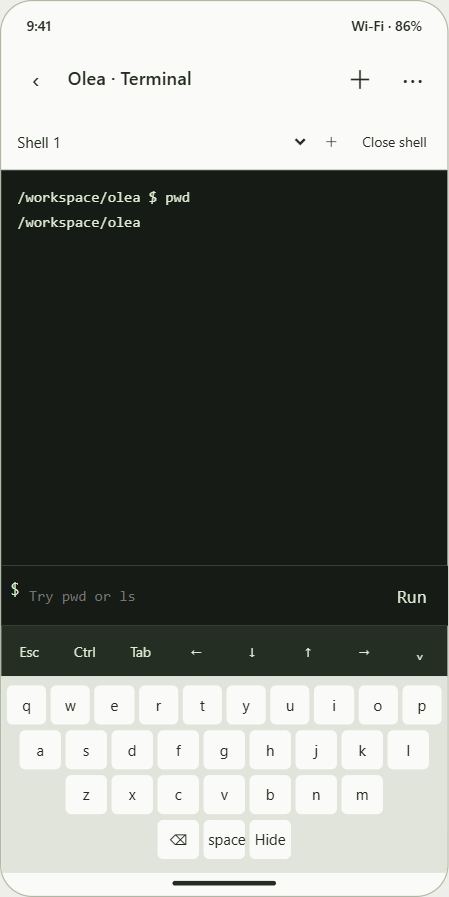 9:41 Wi-Fi · 86%
‹ Olea · Terminal + ...
Shell 1 + Close shell
/workspace/olea $ pwd
/workspace/olea
$ Try pwd or ls Run
Esc Ctrl Tab ← ↓ ↑ → ⌄
q w e r t y u i o p
a s d f g h j k l
z x c v b n m
⌫ space Hide